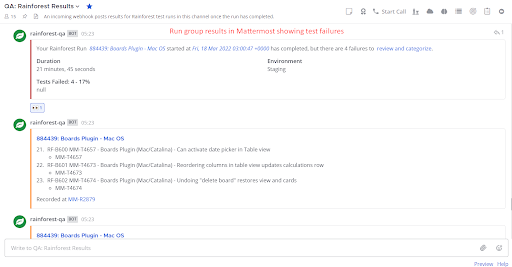 QA: Rainforest Results
15 An incoming webhook posts results for Rainforest test runs in this channel once the run has completed.
Start Call
Run group results in Mattermost showing test failures
rainforest-qa BOT 05:23
1
Your Rainforest Run 884439: Boards Plugin - Mac OS started at Fri, 18 Mar 2022 03:00:47 +0000 has completed, but there are 4 failures to review and categorize.
Duration Environment
21 minutes, 45 seconds Staging
Tests Failed: 4 - 17%
null
rainforest-qa BOT 05:23
884439: Boards Plugin - Mac OS
21. RF-B600 MM-T4657 - Boards Plugin (Mac/Catalina) - Can activate date picker in Table view
MM-T4657
22. RF-B601 MM-T4673 - Boards Plugin (Mac/Catalina) - Reordering columns in table view updates calculations row
MM-T4673
23. RF-B602 MM-T4674 - Boards Plugin (Mac/Catalina) - Undoing "delete board" restores view and cards
MM-T4674
Recorded at MM-R2879
rainforest-qa BOT 05:23
884439: Boards Plugin - Mac OS
Write to QA: Rainforest Results
Preview Help